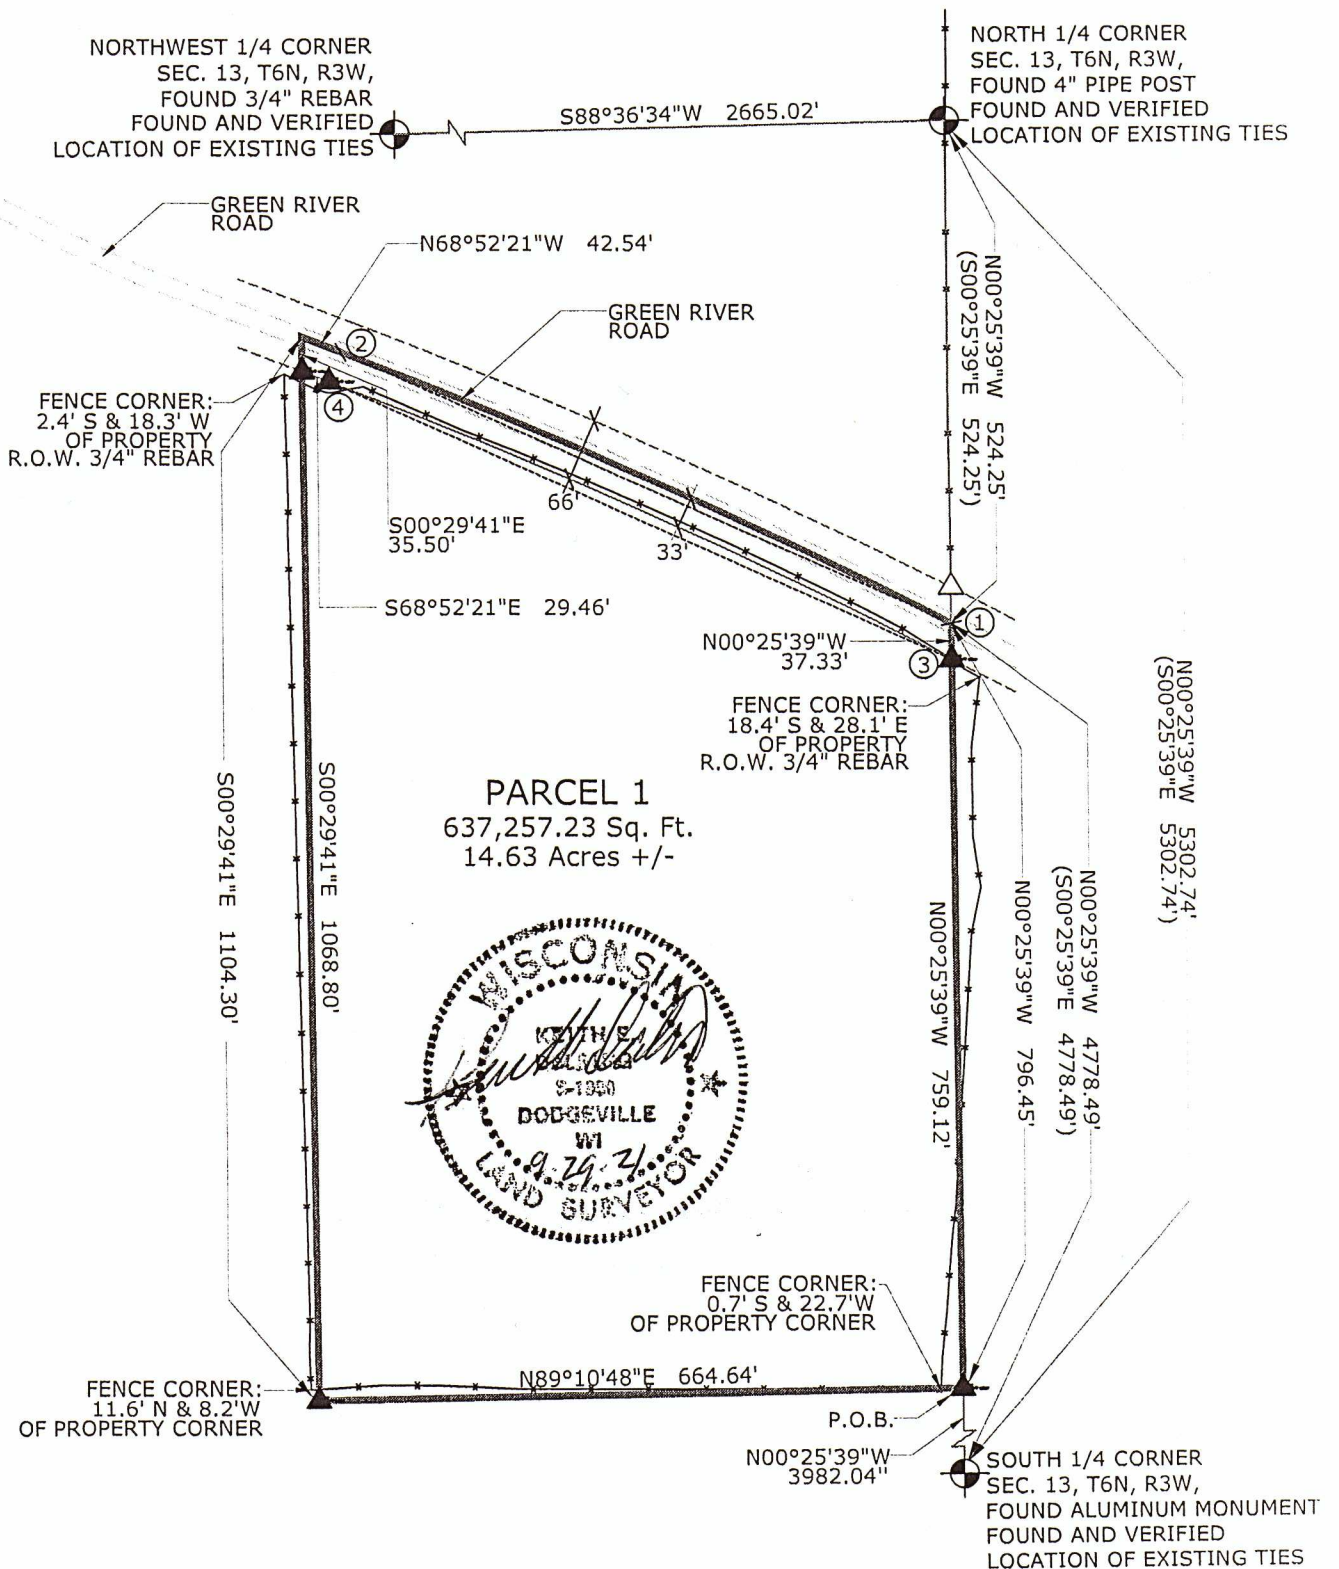 NORTHWEST 1/4 CORNER
SEC. 13, T6N, R3W,
FOUND 3/4" REBAR
FOUND AND VERIFIED
LOCATION OF EXISTING TIES
S88°36'34"W 2665.02'
NORTH 1/4 CORNER
SEC. 13, T6N, R3W,
FOUND 4" PIPE POST
FOUND AND VERIFIED
LOCATION OF EXISTING TIES
GREEN RIVER
ROAD
N68°52'21"W 42.54'
GREEN RIVER
ROAD
N00°25'39"W 524.25'
(S00°25'39"E 524.25')
2
4
FENCE CORNER:
2.4' S & 18.3' W
OF PROPERTY
R.O.W. 3/4" REBAR
66'
33'
S00°29'41"E
35.50'
S68°52'21"E 29.46'
1
3
N00°25'39"W
37.33'
FENCE CORNER:
18.4' S & 28.1' E
OF PROPERTY
R.O.W. 3/4" REBAR
N00°25'39"W 5302.74'
(S00°25'39"E 5302.74')
PARCEL 1
637,257.23 Sq. Ft.
14.63 Acres +/-
S00°29'41"E 1104.30'
S00°29'41"E 1068.80'
N00°25'39"W 759.12'
N00°25'39"W 796.45'
N00°25'39"W 4778.49'
(S00°25'39"E 4778.49')
WISCONSIN
KEITH E.
DODGEVILLE
WI
9-29-21
LAND SURVEYOR
FENCE CORNER:
0.7' S & 22.7'W
OF PROPERTY CORNER
N89°10'48"E 664.64'
FENCE CORNER:
11.6' N & 8.2'W
OF PROPERTY CORNER
P.O.B.
N00°25'39"W
3982.04"
SOUTH 1/4 CORNER
SEC. 13, T6N, R3W,
FOUND ALUMINUM MONUMENT
FOUND AND VERIFIED
LOCATION OF EXISTING TIES